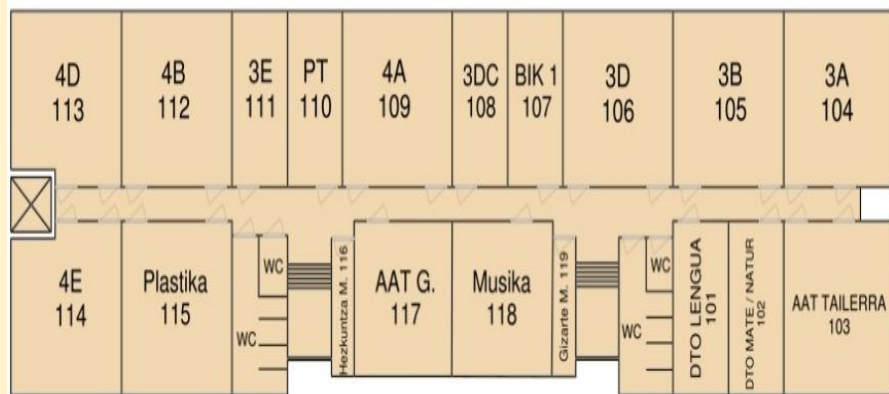 4D
113
4B
112
3E
111
PT
110
4A
109
3DC
108
BIK 1
107
3D
106
3B
105
3A
104
4E
114
Plastika
115
WC
WC
Hezkuntza M. 116
AAT G.
117
Musika
118
Gizarte M. 119
WC
WC
DTO LENGUA
101
DTO MATE / NATUR
102
AAT TAILERRA
103